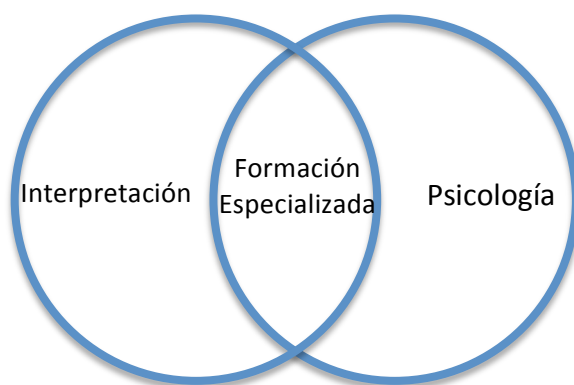 Interpretación
Formación
Especializada
Psicología